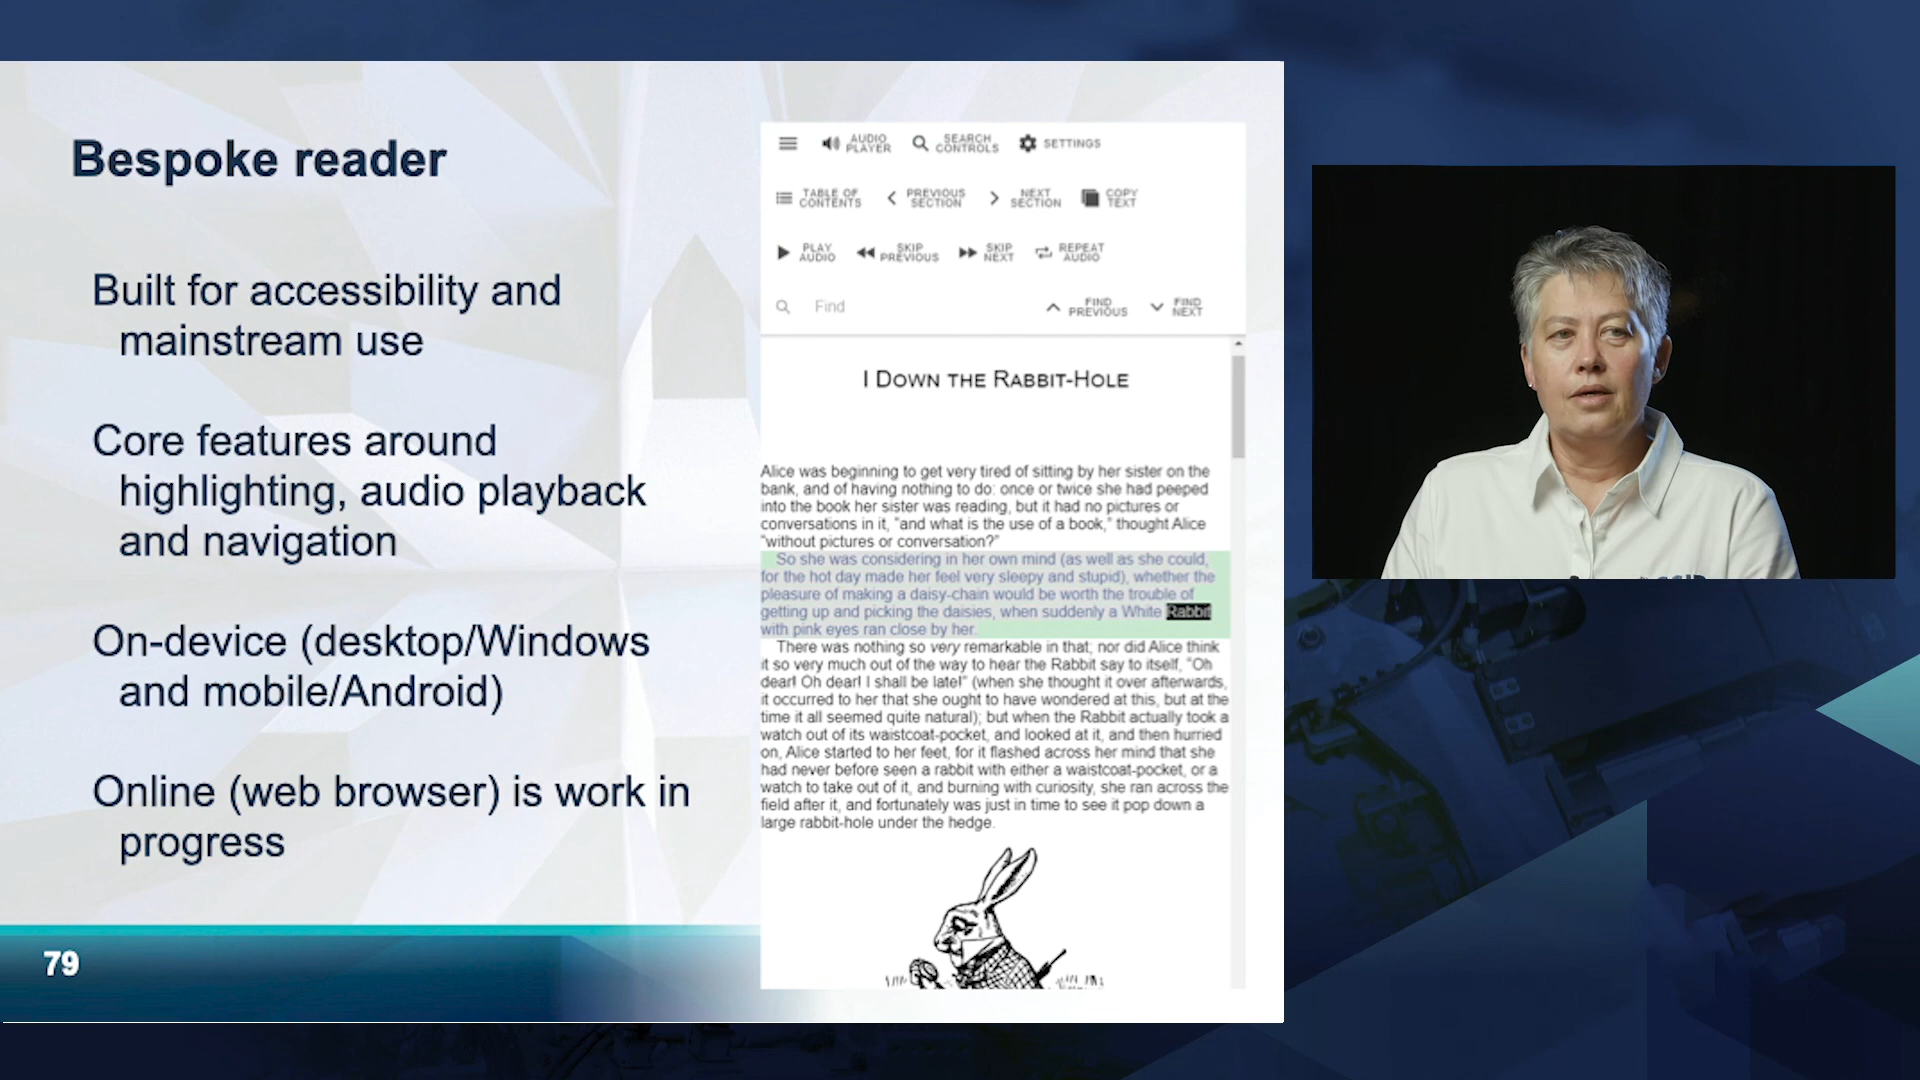 Bespoke reader
Built for accessibility and
mainstream use
Core features around
highlighting, audio playback
and navigation
On-device (desktop/Windows
and mobile/Android)
Online (web browser) is work in
progress
79
AUDIO PLAYER
SEARCH CONTROLS
SETTINGS
TABLE OF CONTENTS
PREVIOUS SECTION
NEXT SECTION
COPY TEXT
PLAY AUDIO
SKIP PREVIOUS
SKIP NEXT
REPEAT AUDIO
Find
FIND PREVIOUS
FIND NEXT
I DOWN THE RABBIT-HOLE
Alice was beginning to get very tired of sitting by her sister on the
bank, and of having nothing to do: once or twice she had peeped
into the book her sister was reading, but it had no pictures or
conversations in it, “and what is the use of a book,” thought Alice
“without pictures or conversation?”
So she was considering in her own mind (as well as she could,
for the hot day made her feel very sleepy and stupid), whether the
pleasure of making a daisy-chain would be worth the trouble of
getting up and picking the daisies, when suddenly a White Rabbit
with pink eyes ran close by her.
There was nothing so very remarkable in that; nor did Alice think
it so very much out of the way to hear the Rabbit say to itself, “Oh
dear! Oh dear! I shall be late!” (when she thought it over afterwards,
it occurred to her that she ought to have wondered at this, but at the
time it all seemed quite natural); but when the Rabbit actually took a
watch out of its waistcoat-pocket, and looked at it, and then hurried
on, Alice started to her feet, for it flashed across her mind that she
had never before seen a rabbit with either a waistcoat-pocket, or a
watch to take out of it, and burning with curiosity, she ran across the
field after it, and fortunately was just in time to see it pop down a
large rabbit-hole under the hedge.